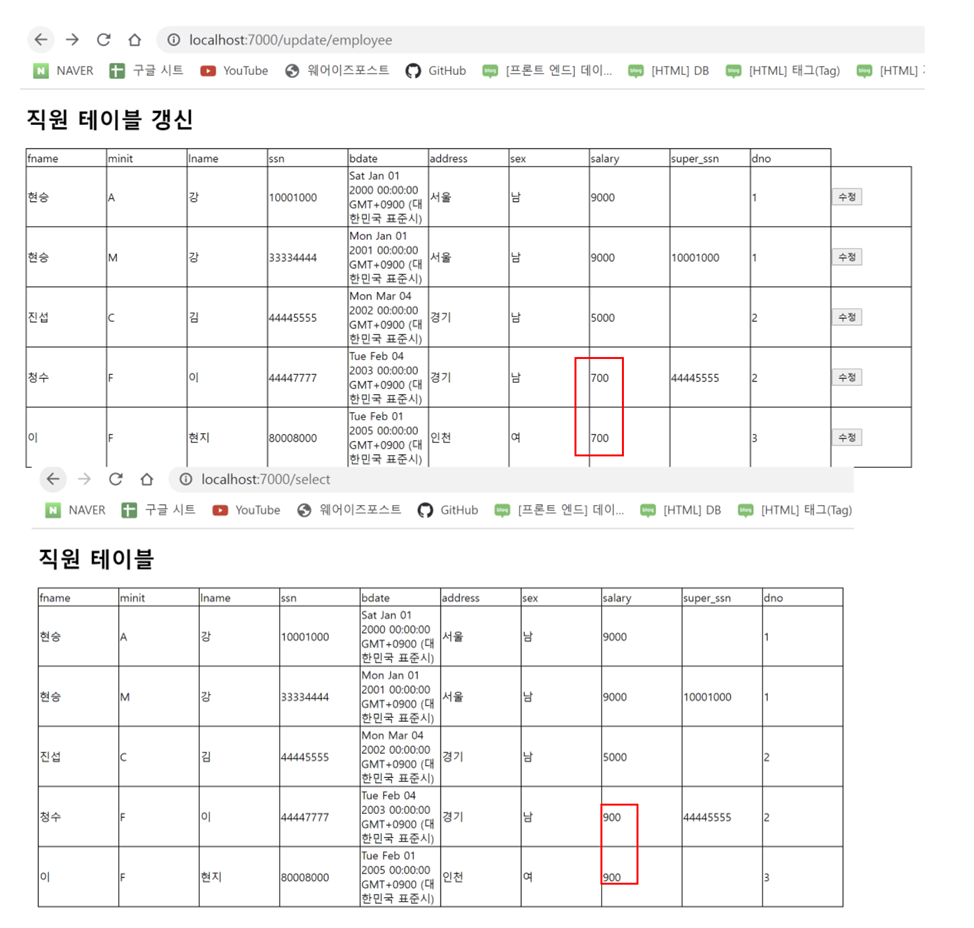 localhost:7000/update/employee
NAVER 구글 시트 YouTube 웨어이즈포스트 GitHub blog [프론트 엔드] 데이... blog [HTML] DB blog [HTML] 태그(Tag) blog [HTML]
직원 테이블 갱신
fname minit lname ssn bdate address sex salary super_ssn dno
현승 A 강 10001000 Sat Jan 01 2000 00:00:00 GMT+0900 (대한민국 표준시) 서울 남 9000 1 수정
현승 M 강 33334444 Mon Jan 01 2001 00:00:00 GMT+0900 (대한민국 표준시) 서울 남 9000 10001000 1 수정
진섭 C 김 44445555 Mon Mar 04 2002 00:00:00 GMT+0900 (대한민국 표준시) 경기 남 5000 2 수정
청수 F 이 44447777 Tue Feb 04 2003 00:00:00 GMT+0900 (대한민국 표준시) 경기 남 700 44445555 2 수정
이 F 현지 80008000 Tue Feb 01 2005 00:00:00 GMT+0900 (대한민국 표준시) 인천 여 700 3 수정
localhost:7000/select
NAVER 구글 시트 YouTube 웨어이즈포스트 GitHub blog [프론트 엔드] 데이... blog [HTML] DB blog [HTML] 태그(Tag)
직원 테이블
fname minit lname ssn bdate address sex salary super_ssn dno
현승 A 강 10001000 Sat Jan 01 2000 00:00:00 GMT+0900 (대한민국 표준시) 서울 남 9000 1
현승 M 강 33334444 Mon Jan 01 2001 00:00:00 GMT+0900 (대한민국 표준시) 서울 남 9000 10001000 1
진섭 C 김 44445555 Mon Mar 04 2002 00:00:00 GMT+0900 (대한민국 표준시) 경기 남 5000 2
청수 F 이 44447777 Tue Feb 04 2003 00:00:00 GMT+0900 (대한민국 표준시) 경기 남 900 44445555 2
이 F 현지 80008000 Tue Feb 01 2005 00:00:00 GMT+0900 (대한민국 표준시) 인천 여 900 3